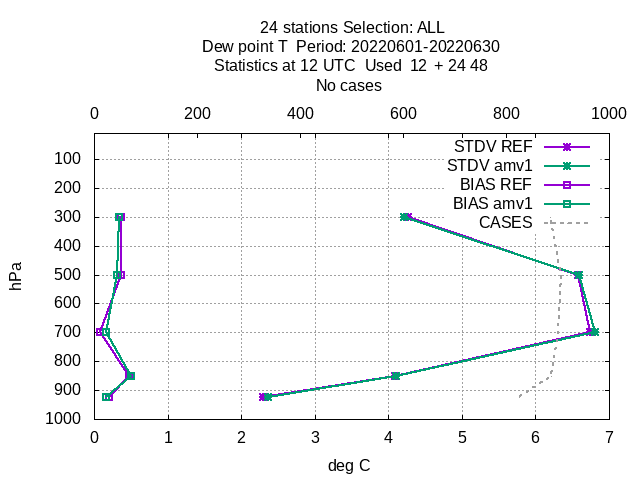 24 stations Selection: ALL
Dew point T  Period: 20220601-20220630
Statistics at 12 UTC  Used  12  + 24 48
No cases
0 200 400 600 800 1000
STDV REF
STDV amv1
BIAS REF
BIAS amv1
CASES
hPa
100
200
300
400
500
600
700
800
900
1000
0 1 2 3 4 5 6 7
deg C